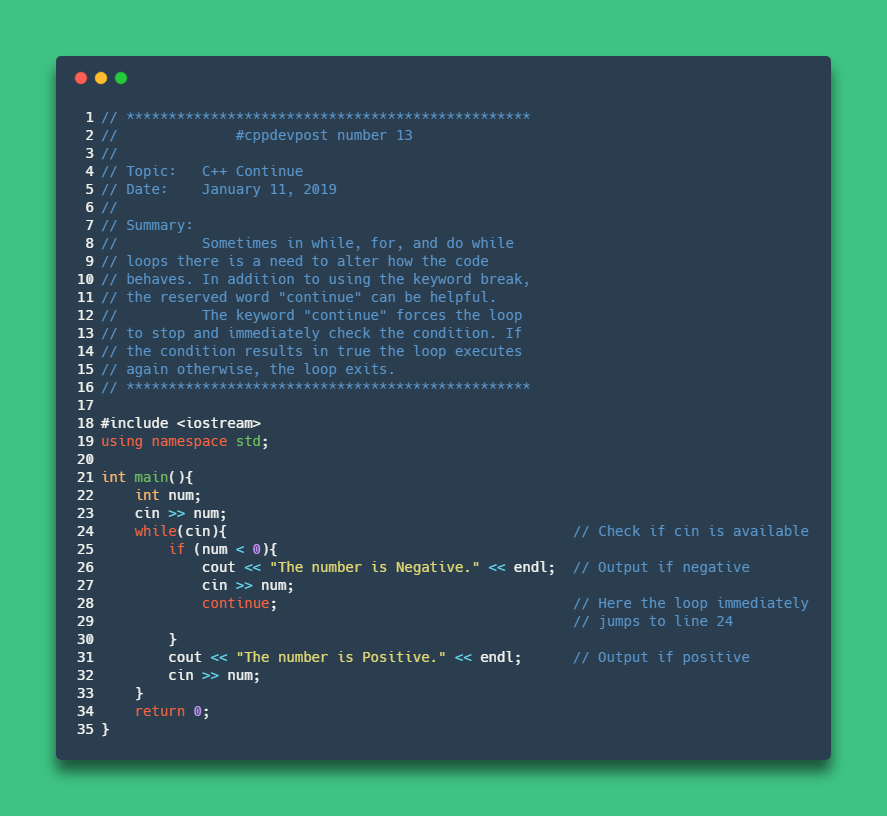 1 // ************************************************
2 //              #cppdevpost number 13
3 //
4 // Topic:   C++ Continue
5 // Date:    January 11, 2019
6 //
7 // Summary:
8 //          Sometimes in while, for, and do while
9 // loops there is a need to alter how the code
10 // behaves. In addition to using the keyword break,
11 // the reserved word "continue" can be helpful.
12 //          The keyword "continue" forces the loop
13 // to stop and immediately check the condition. If
14 // the condition results in true the loop executes
15 // again otherwise, the loop exits.
16 // ************************************************
17
18 #include <iostream>
19 using namespace std;
20
21 int main(){
22     int num;
23     cin >> num;
24     while(cin){                                         // Check if cin is available
25         if (num < 0){
26             cout << "The number is Negative." << endl;  // Output if negative
27             cin >> num;
28             continue;                                   // Here the loop immediately
29                                                         // jumps to line 24
30         }
31         cout << "The number is Positive." << endl;      // Output if positive
32         cin >> num;
33     }
34     return 0;
35 }